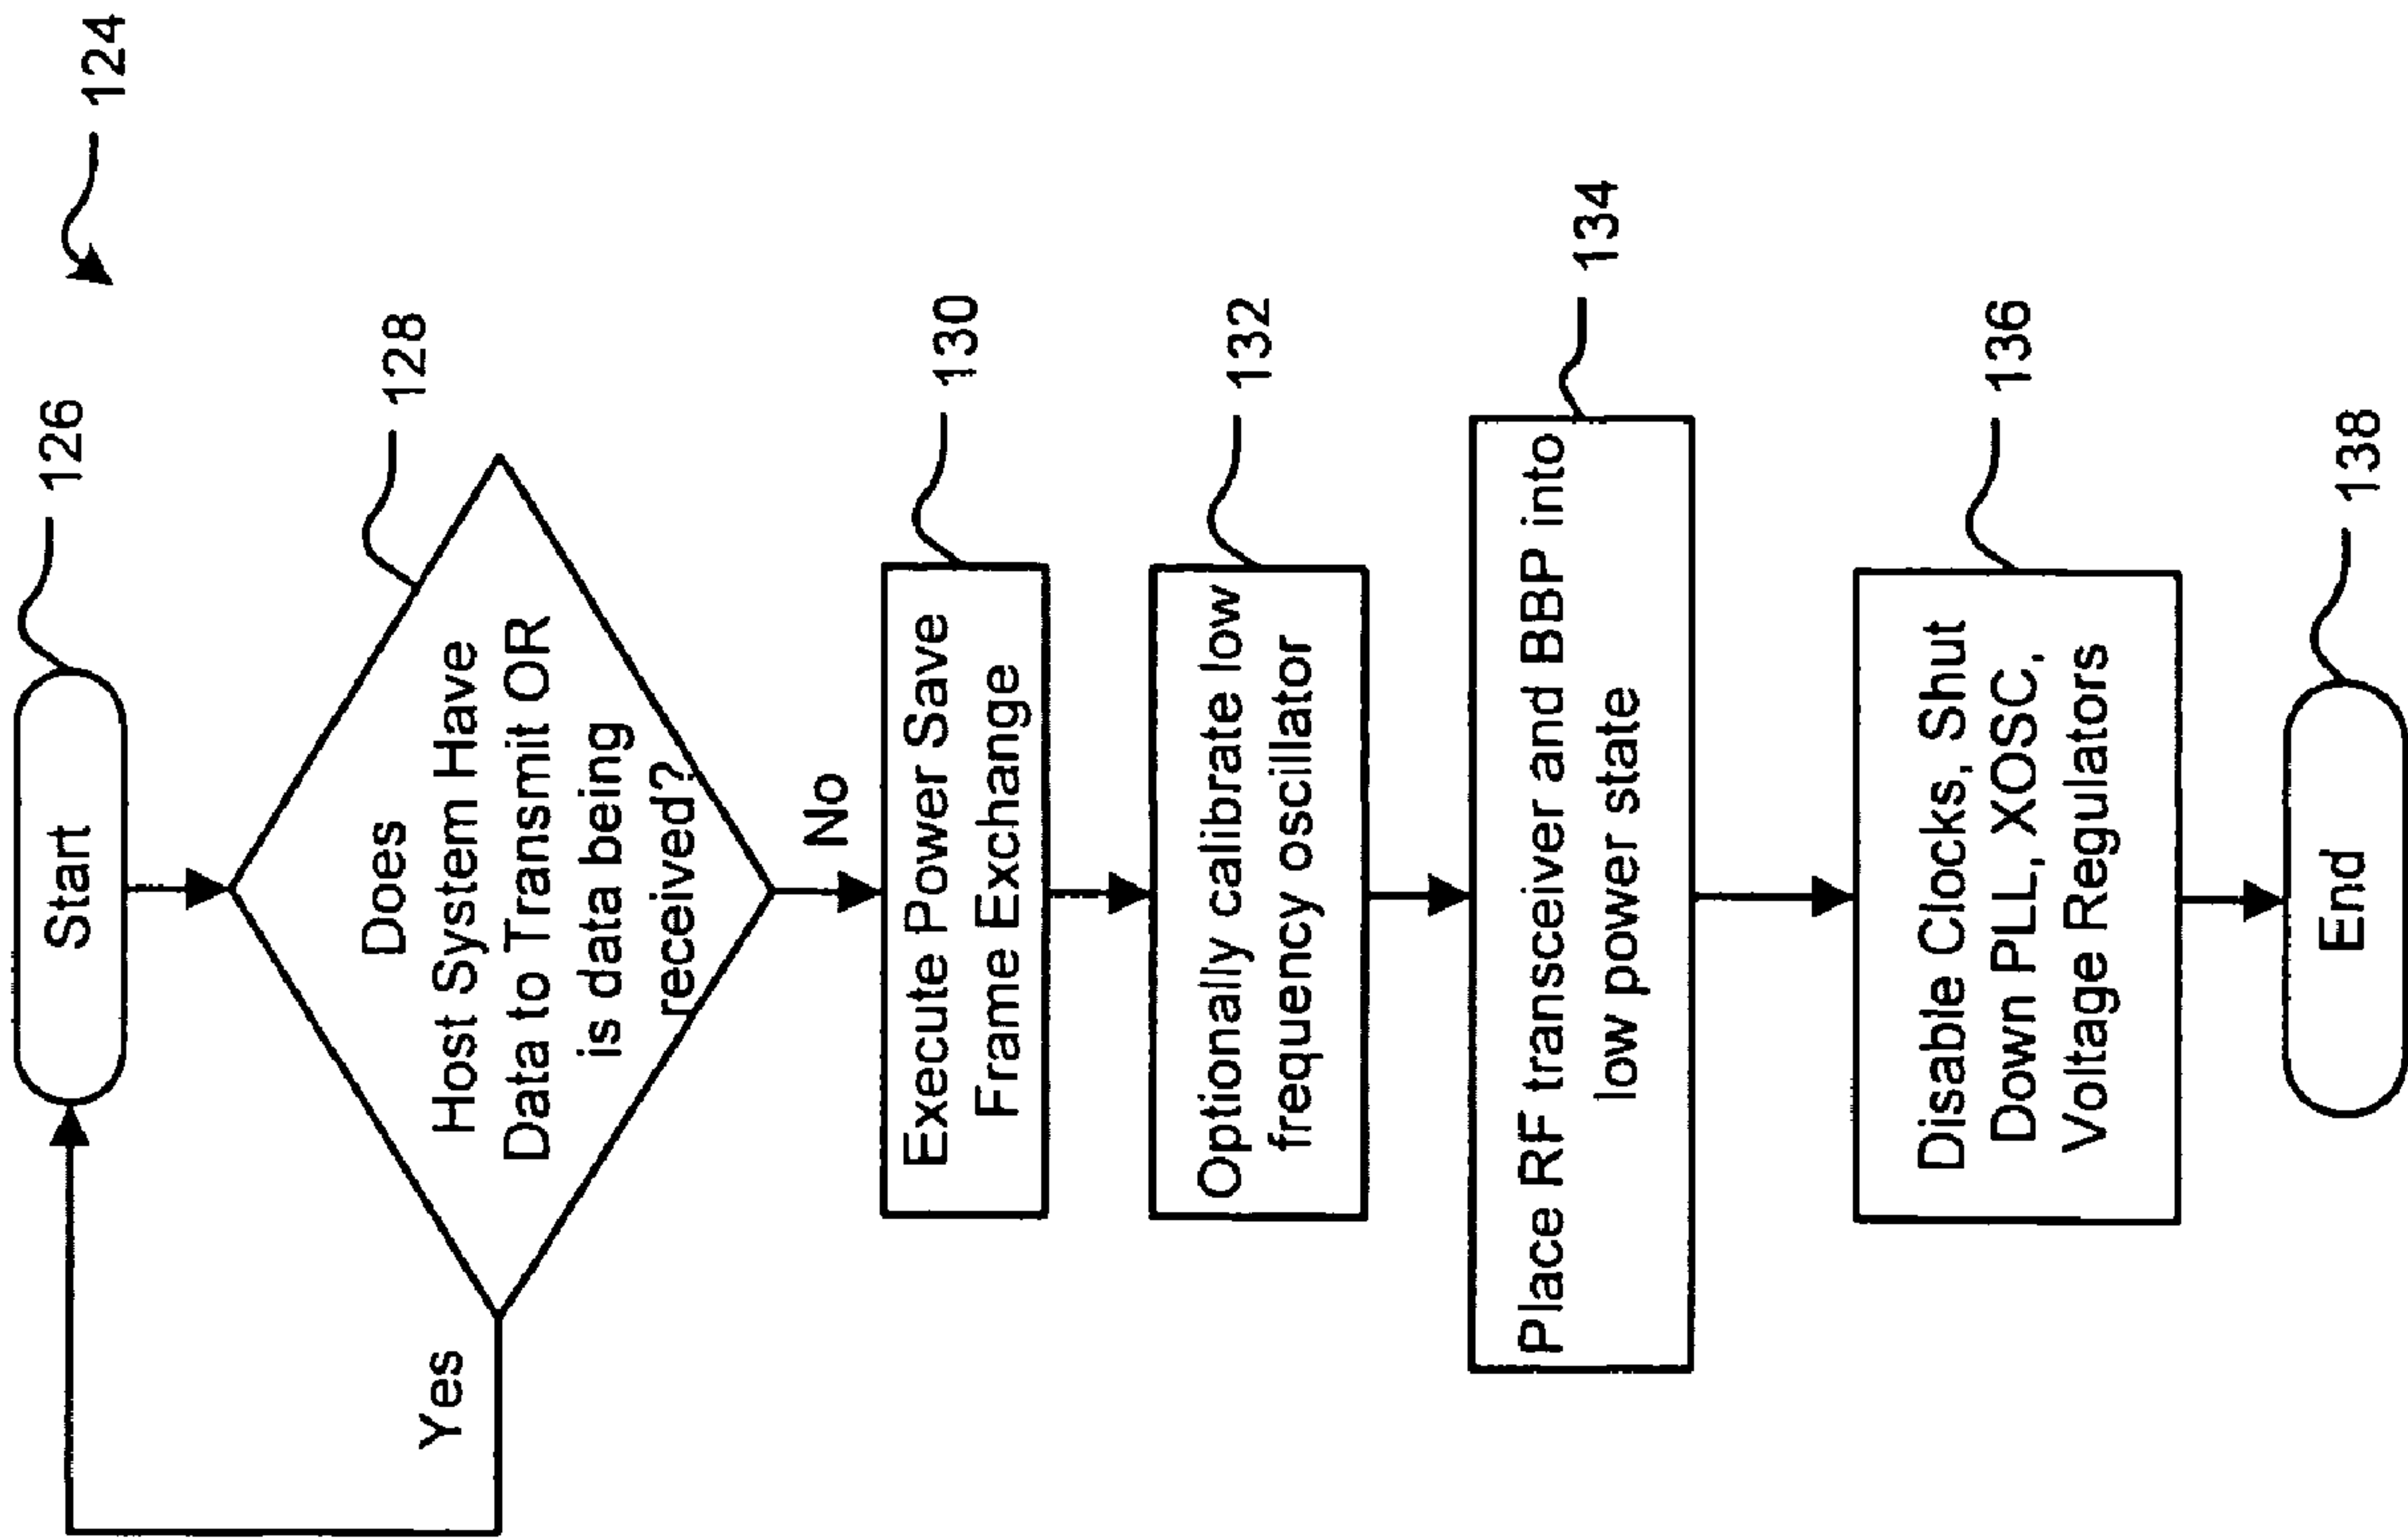 124
Start
126
Does
Host System Have
Data to Transmit OR
is data being
received?
128
Yes
No
Execute Power Save
Frame Exchange
130
Optionally calibrate low
frequency oscillator
132
Place RF transceiver and BBP into
low power state
134
Disable Clocks, Shut
Down PLL, XOSC,
Voltage Regulators
136
End
138